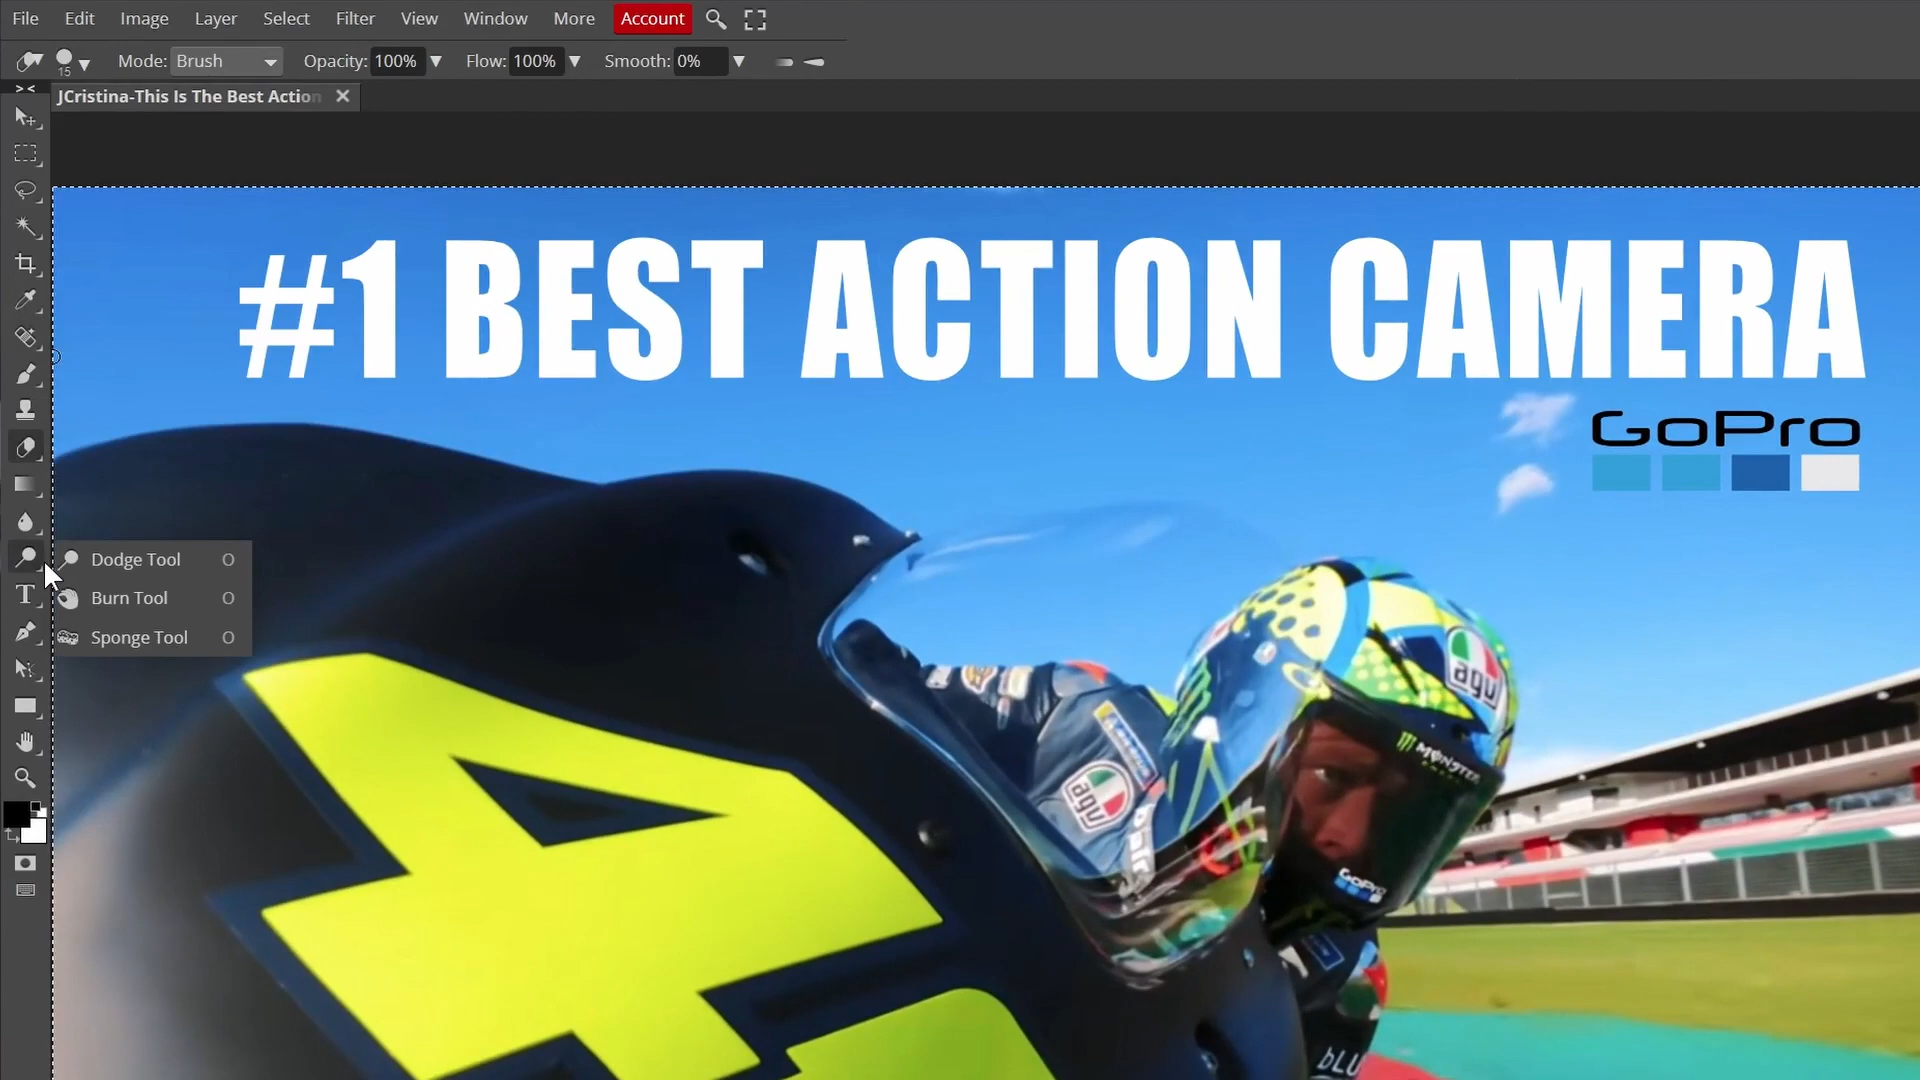 File Edit Image Layer Select Filter View Window More Account
15 Mode: Brush Opacity: 100% Flow: 100% Smooth: 0%
JCristina-This Is The Best Action
#1 BEST ACTION CAMERA
GoPro
Dodge Tool O
Burn Tool O
Sponge Tool O
T
agv
MONSTER
agv
GoPro
4
bLU